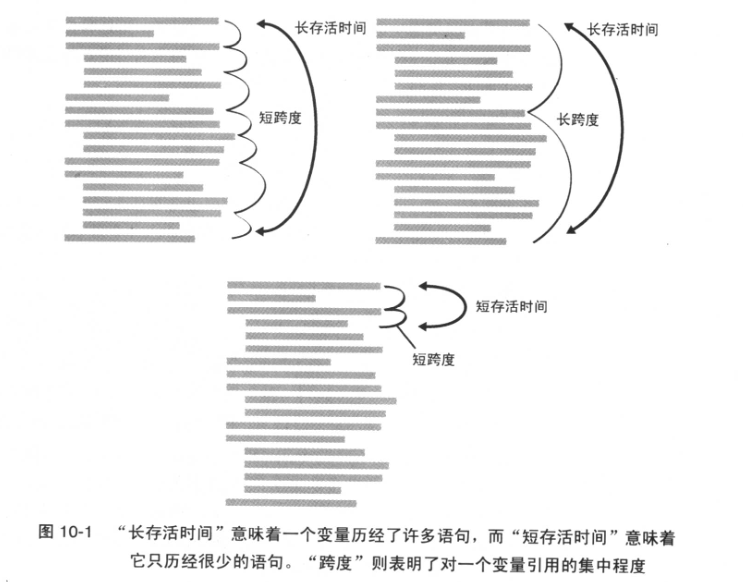 长存活时间
短跨度
长存活时间
长跨度
短存活时间
短跨度
图 10-1 “长存活时间”意味着一个变量历经了许多语句，而“短存活时间”意味着
它只历经很少的语句。“跨度”则表明了对一个变量引用的集中程度